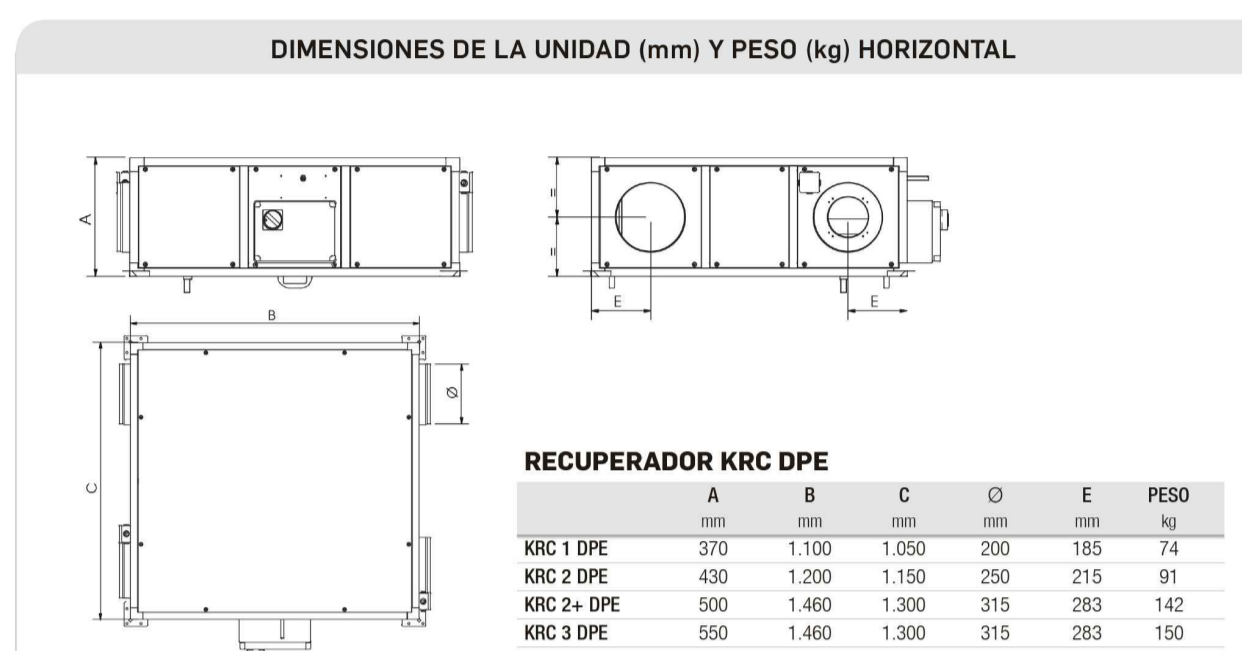 DIMENSIONES DE LA UNIDAD (mm) Y PESO (kg) HORIZONTAL
A
=
=
E
E
B
C
Ø
RECUPERADOR KRC DPE
A B C Ø E PESO
mm mm mm mm mm kg
KRC 1 DPE 370 1.100 1.050 200 185 74
KRC 2 DPE 430 1.200 1.150 250 215 91
KRC 2+ DPE 500 1.460 1.300 315 283 142
KRC 3 DPE 550 1.460 1.300 315 283 150